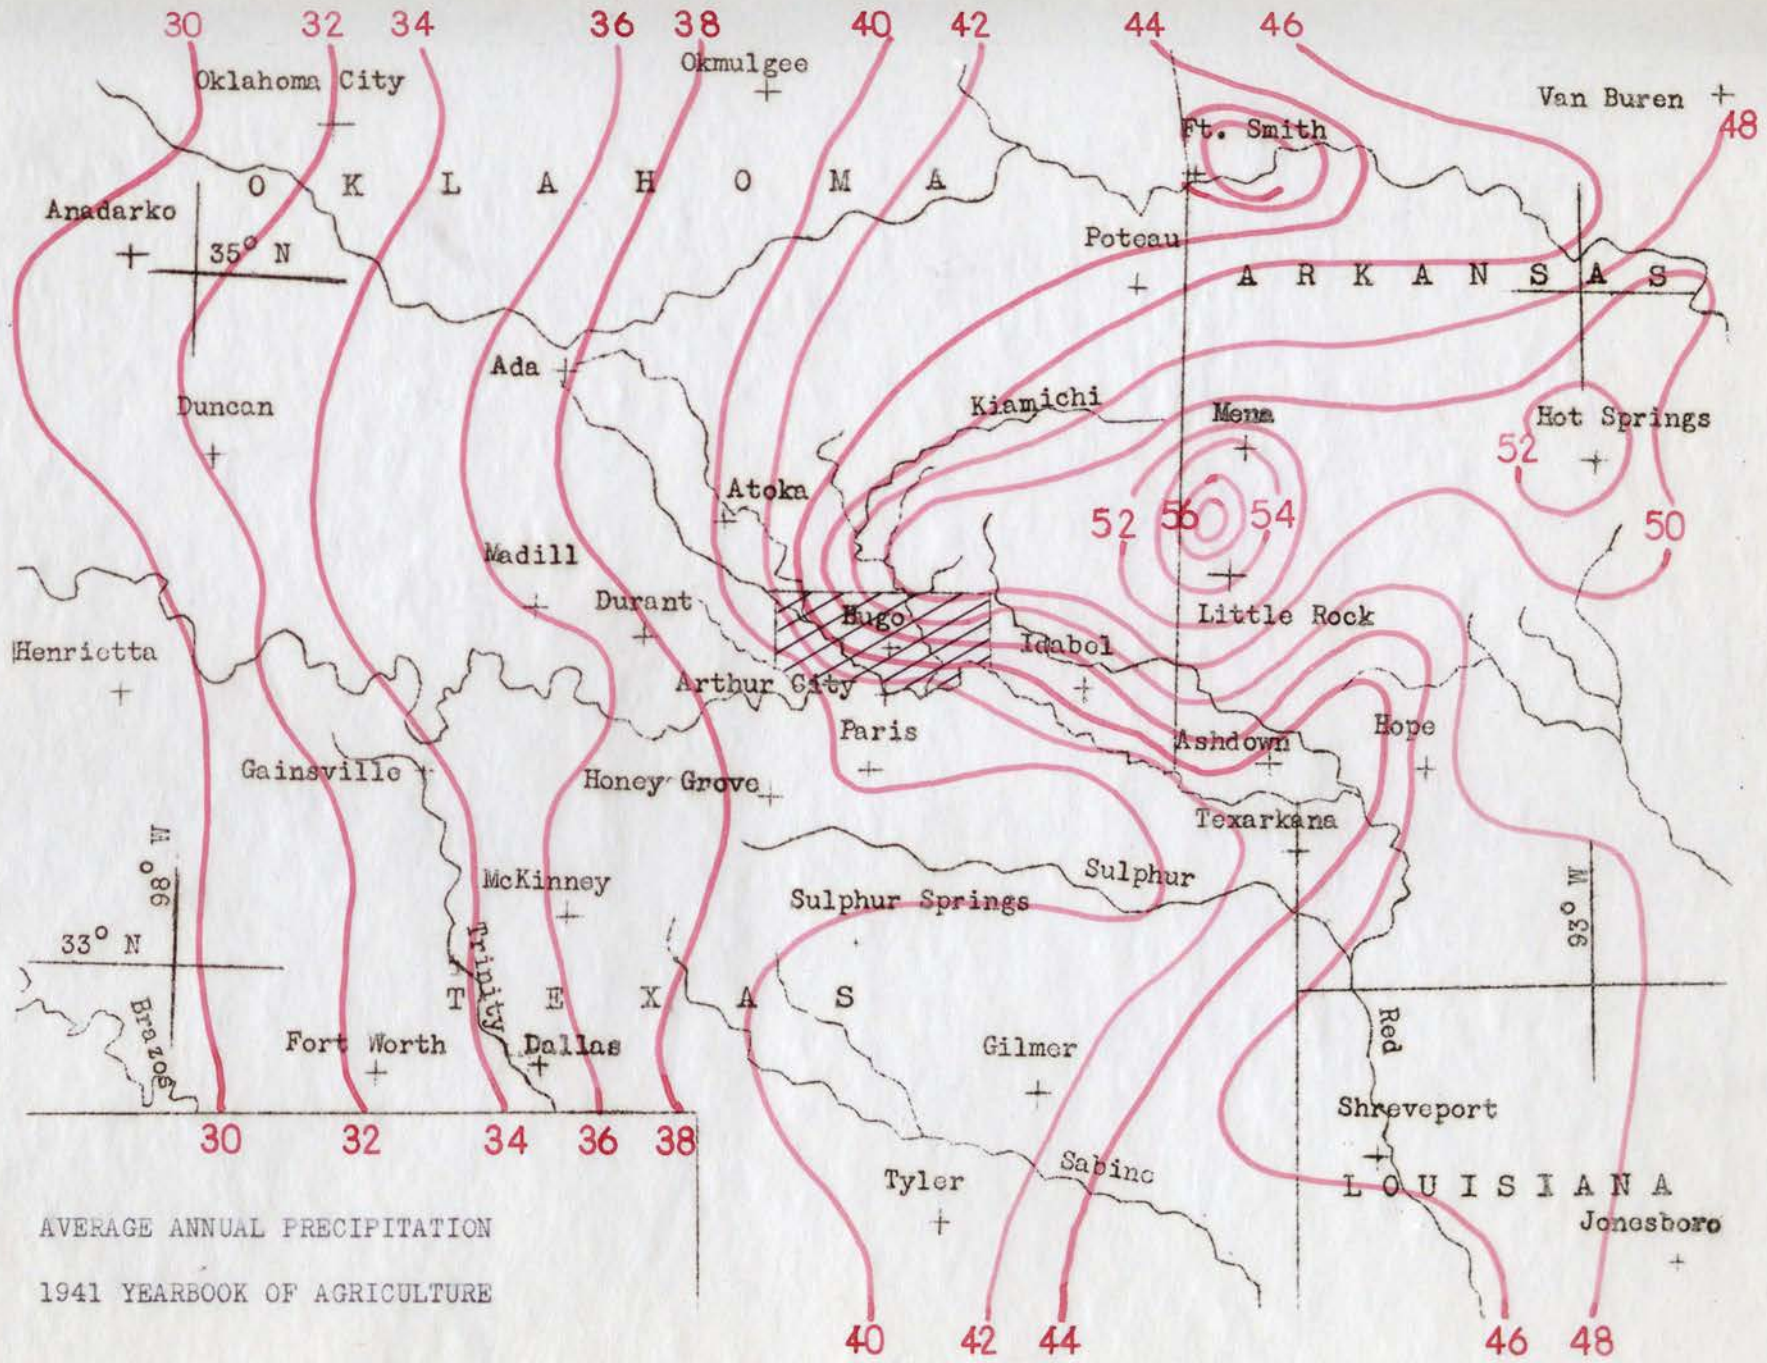 30 32 34 36 38 40 42 44 46
Okmulgee
Oklahoma City
Van Buren
48
Ft. Smith
O K L A H O M A
Anadarko
35° N
Poteau
A R K A N S A S
Ada
Kiamichi
Duncan
Mena
Hot Springs
52
Atoka
52 56 54
50
Madill
Durant
Hugo
Little Rock
Idabel
Henrietta
Arthur City
Paris
Ashdown
Hope
Gainsville
Honey Grove
Texarkana
98° W
McKinney
Sulphur
Sulphur Springs
93° W
33° N
Trinity
T E X A S
Brazos
Fort Worth
Dallas
Gilmer
Red
Shreveport
30 32 34 36 38
Sabine
Tyler
L O U I S I A N A
Jonesboro
AVERAGE ANNUAL PRECIPITATION
1941 YEARBOOK OF AGRICULTURE
40 42 44 46 48